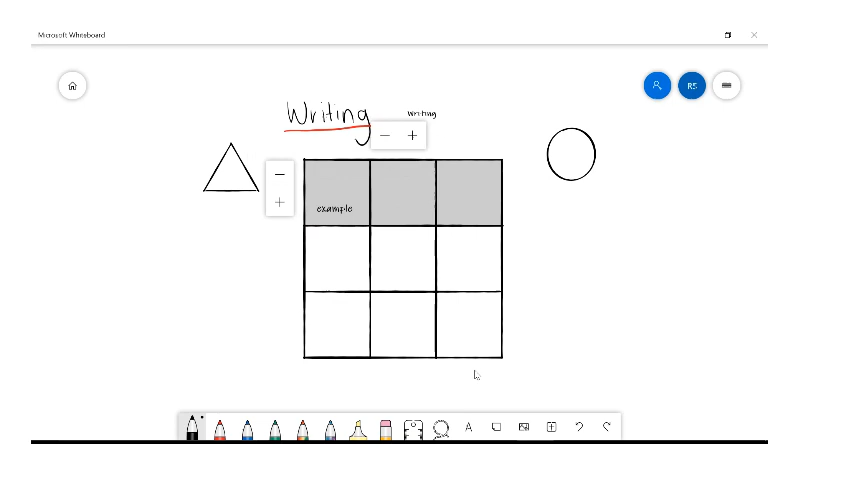 Microsoft Whiteboard
RS
Writing
Writing
example
A